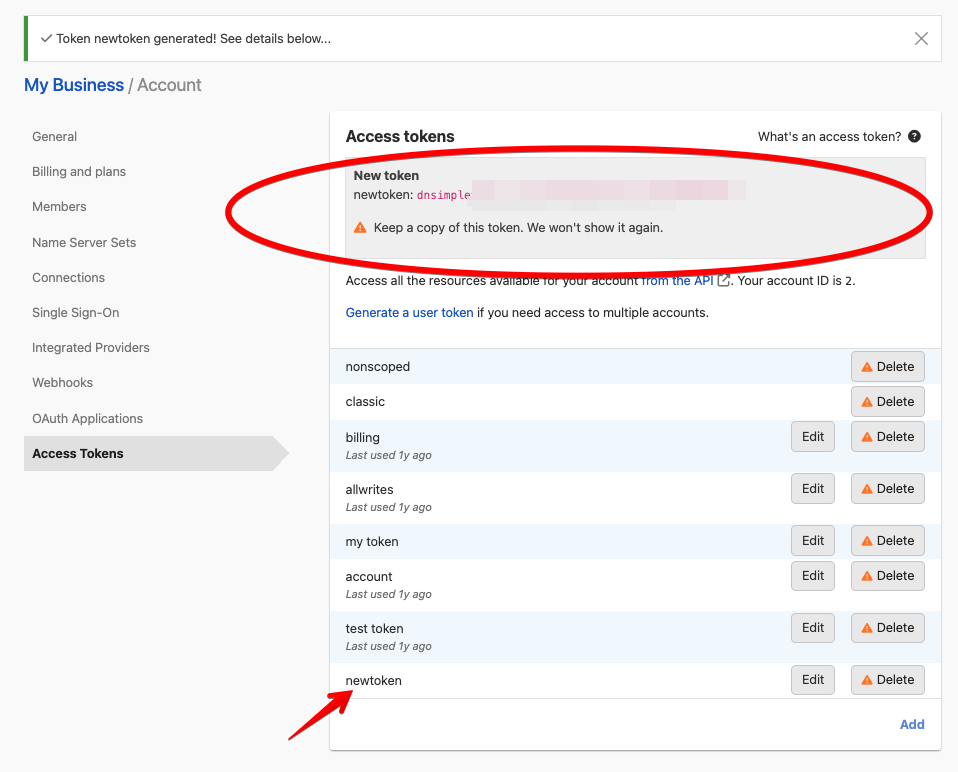 Token newtoken generated! See details below...
My Business / Account
General
Billing and plans
Members
Name Server Sets
Connections
Single Sign-On
Integrated Providers
Webhooks
OAuth Applications
Access Tokens
Access tokens
What's an access token? ?
New token
newtoken: dnsimple
Keep a copy of this token. We won't show it again.
Access all the resources available for your account from the API. Your account ID is 2.
Generate a user token if you need access to multiple accounts.
nonscoped Delete
classic Delete
billing Edit Delete
Last used 1y ago
allwrites Edit Delete
Last used 1y ago
my token Edit Delete
account Edit Delete
Last used 1y ago
test token Edit Delete
Last used 1y ago
newtoken Edit Delete
Add